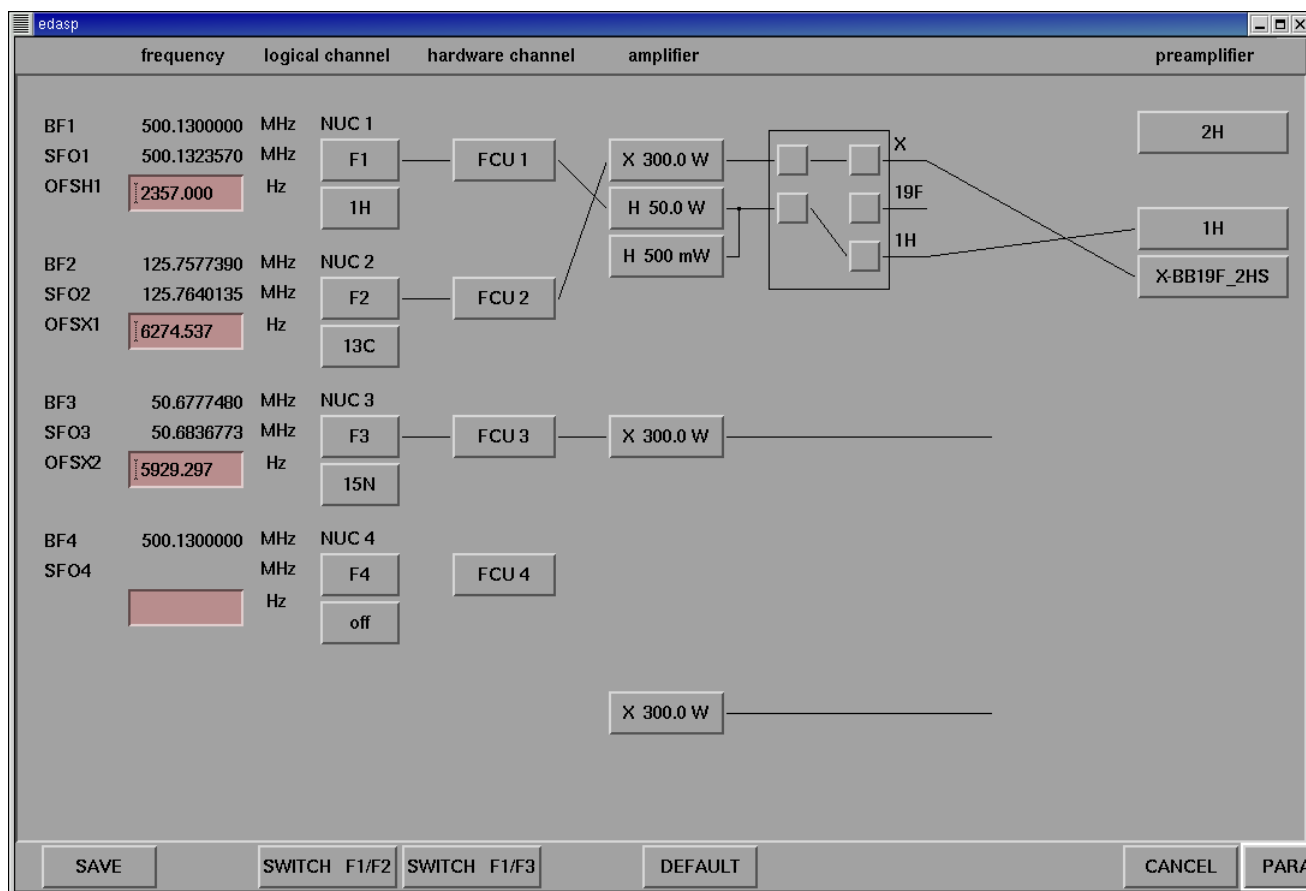 edasp
frequency logical channel hardware channel amplifier preamplifier
BF1 500.1300000 MHz NUC 1
2H
SFO1 500.1323570 MHz F1 FCU 1 X 300.0 W X
OFSH1 2357.000 Hz
1H H 50.0 W 19F
1H
1H
BF2 125.7577390 MHz NUC 2 H 500 mW
SFO2 125.7640135 MHz F2 FCU 2 X-BB19F_2HS
OFSX1 6274.537 Hz
13C
BF3 50.6777480 MHz NUC 3
SFO3 50.6836773 MHz F3 FCU 3 X 300.0 W
OFSX2 5929.297 Hz
15N
BF4 500.1300000 MHz NUC 4
SFO4 MHz F4 FCU 4
Hz
off
X 300.0 W
SAVE SWITCH F1/F2 SWITCH F1/F3 DEFAULT CANCEL PARA